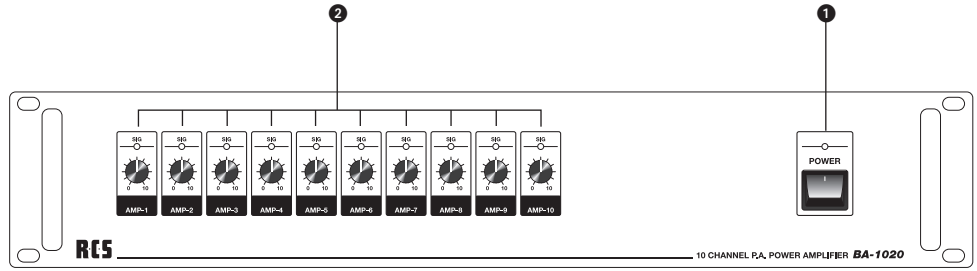 2 1
SIG SIG SIG SIG SIG SIG SIG SIG SIG SIG
POWER
0 10 0 10 0 10 0 10 0 10 0 10 0 10 0 10 0 10 0 10
AMP-1 AMP-2 AMP-3 AMP-4 AMP-5 AMP-6 AMP-7 AMP-8 AMP-9 AMP-10
RCS 10 CHANNEL P.A. POWER AMPLIFIER BA-1020